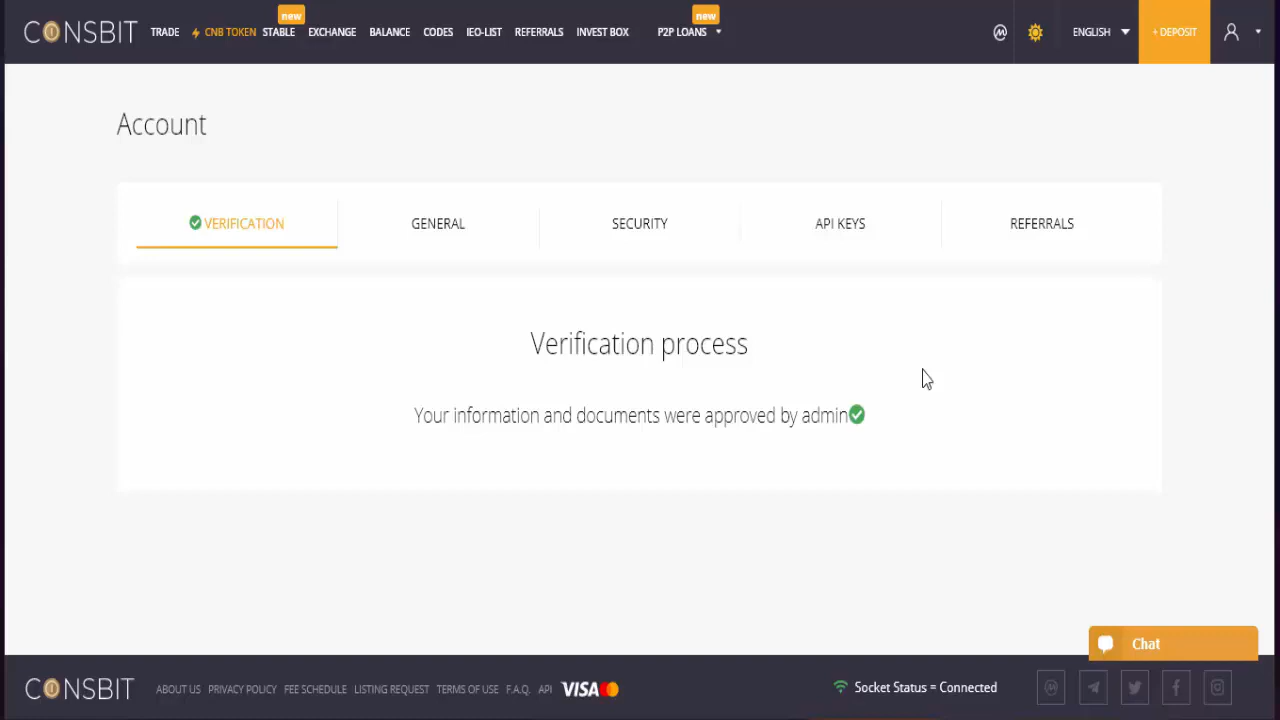 new new
CONSBIT TRADE CNB TOKEN STABLE EXCHANGE BALANCE CODES IEO-LIST REFERRALS INVEST BOX P2P LOANS ENGLISH + DEPOSIT
Account
VERIFICATION GENERAL SECURITY API KEYS REFERRALS
Verification process
Your information and documents were approved by admin
Chat
CONSBIT ABOUT US PRIVACY POLICY FEE SCHEDULE LISTING REQUEST TERMS OF USE F.A.Q. API VISA Socket Status = Connected